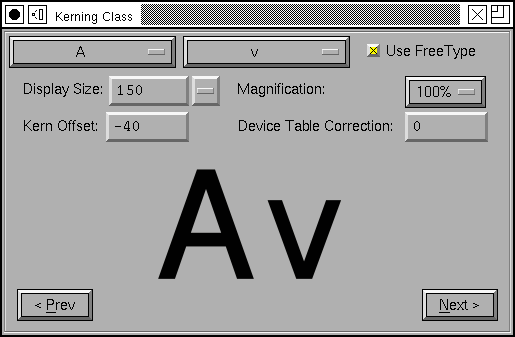 Kerning Class
A v Use FreeType
Display Size: 150 Magnification: 100%
Kern Offset: -40 Device Table Correction: 0
Av
< Prev Next >